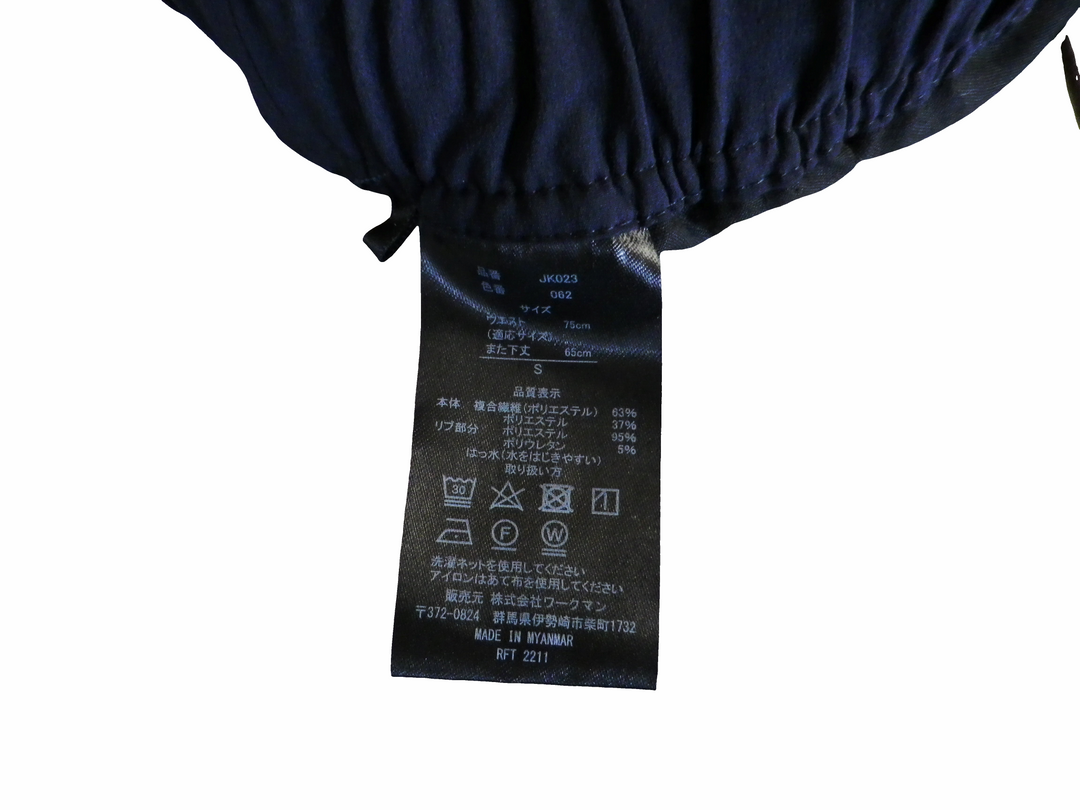 品番 JK023
色番 062
サイズ
ウエスト 75cm
(適応サイズ)
また下丈 65cm
S
品質表示
本体 複合繊維(ポリエステル) 63%
ポリエステル 37%
リブ部分 ポリエステル 95%
ポリウレタン 5%
はっ水(水をはじきやすい)
取り扱い方
30
F W
洗濯ネットを使用してください
アイロンはあて布を使用してください
販売元 株式会社ワークマン
〒372-0824 群馬県伊勢崎市柴町1732
MADE IN MYANMAR
RFT 2211